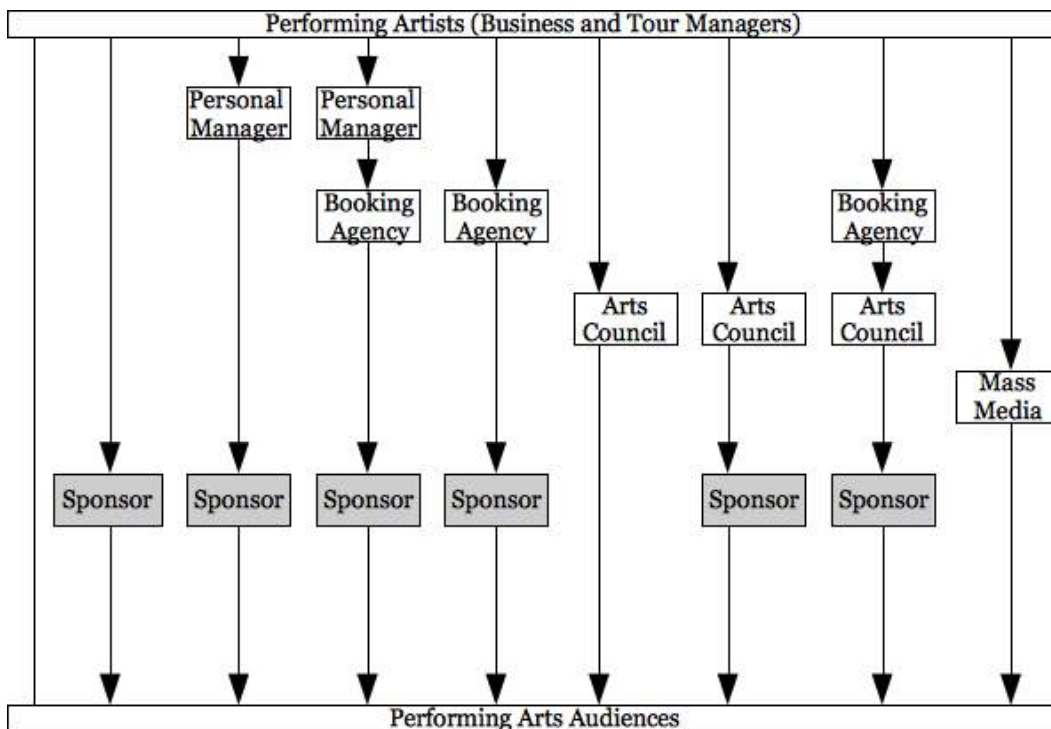 Performing Artists (Business and Tour Managers)
Personal
Manager
Personal
Manager
Booking
Agency
Booking
Agency
Booking
Agency
Arts
Council
Arts
Council
Arts
Council
Mass
Media
Sponsor
Sponsor
Sponsor
Sponsor
Sponsor
Sponsor
Performing Arts Audiences